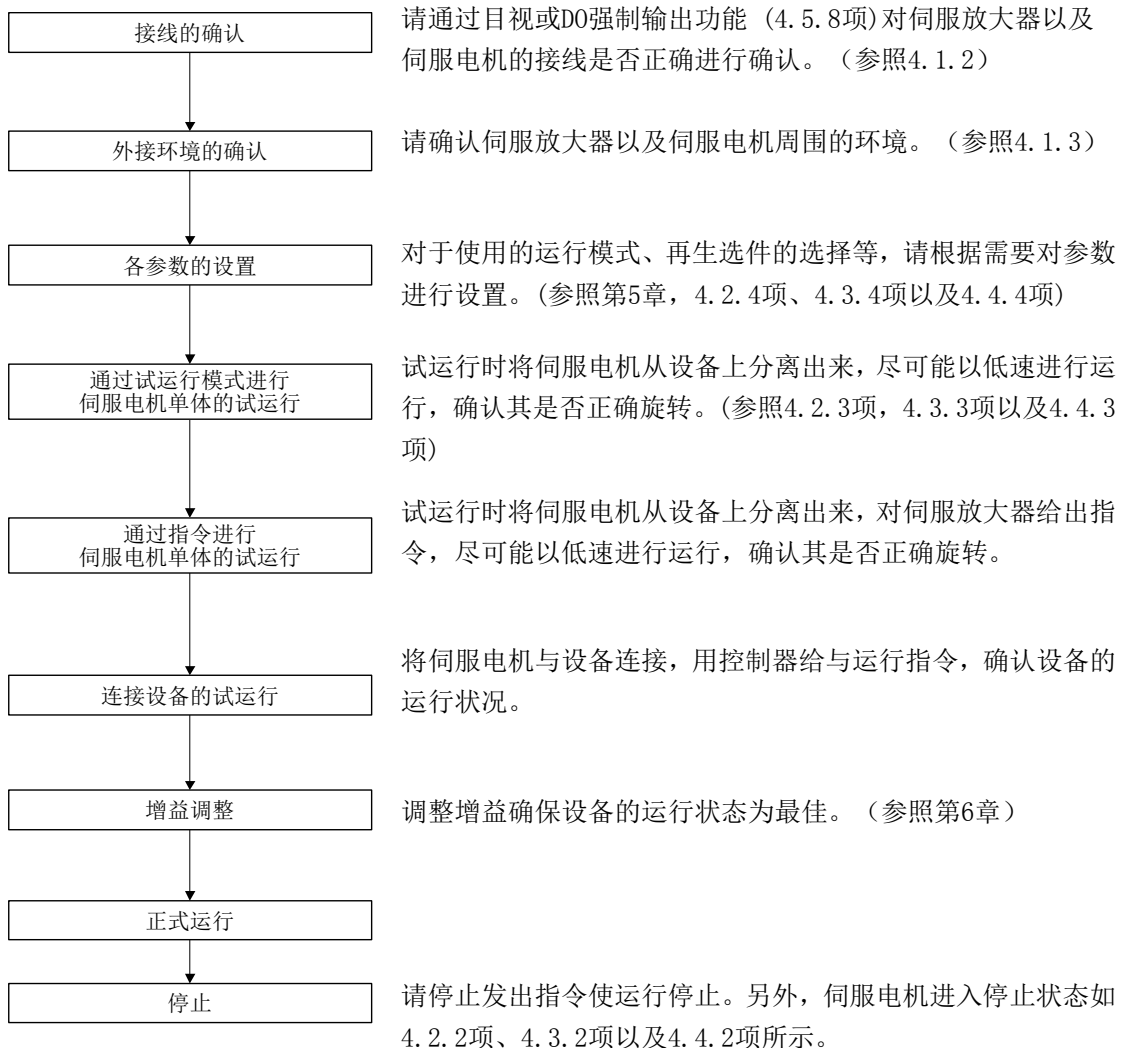 接线的确认
请通过目视或DO强制输出功能 (4.5.8项)对伺服放大器以及
伺服电机的接线是否正确进行确认。（参照4.1.2）
外接环境的确认
请确认伺服放大器以及伺服电机周围的环境。（参照4.1.3）
各参数的设置
对于使用的运行模式、再生选件的选择等，请根据需要对参数
进行设置。(参照第5章，4.2.4项、4.3.4项以及4.4.4项)
通过试运行模式进行
伺服电机单体的试运行
试运行时将伺服电机从设备上分离出来，尽可能以低速进行运
行，确认其是否正确旋转。(参照4.2.3项，4.3.3项以及4.4.3
项)
通过指令进行
伺服电机单体的试运行
试运行时将伺服电机从设备上分离出来，对伺服放大器给出指
令，尽可能以低速进行运行，确认其是否正确旋转。
连接设备的试运行
将伺服电机与设备连接，用控制器给与运行指令，确认设备的
运行状况。
增益调整
调整增益确保设备的运行状态为最佳。（参照第6章）
正式运行
停止
请停止发出指令使运行停止。另外，伺服电机进入停止状态如
4.2.2项、4.3.2项以及4.4.2项所示。